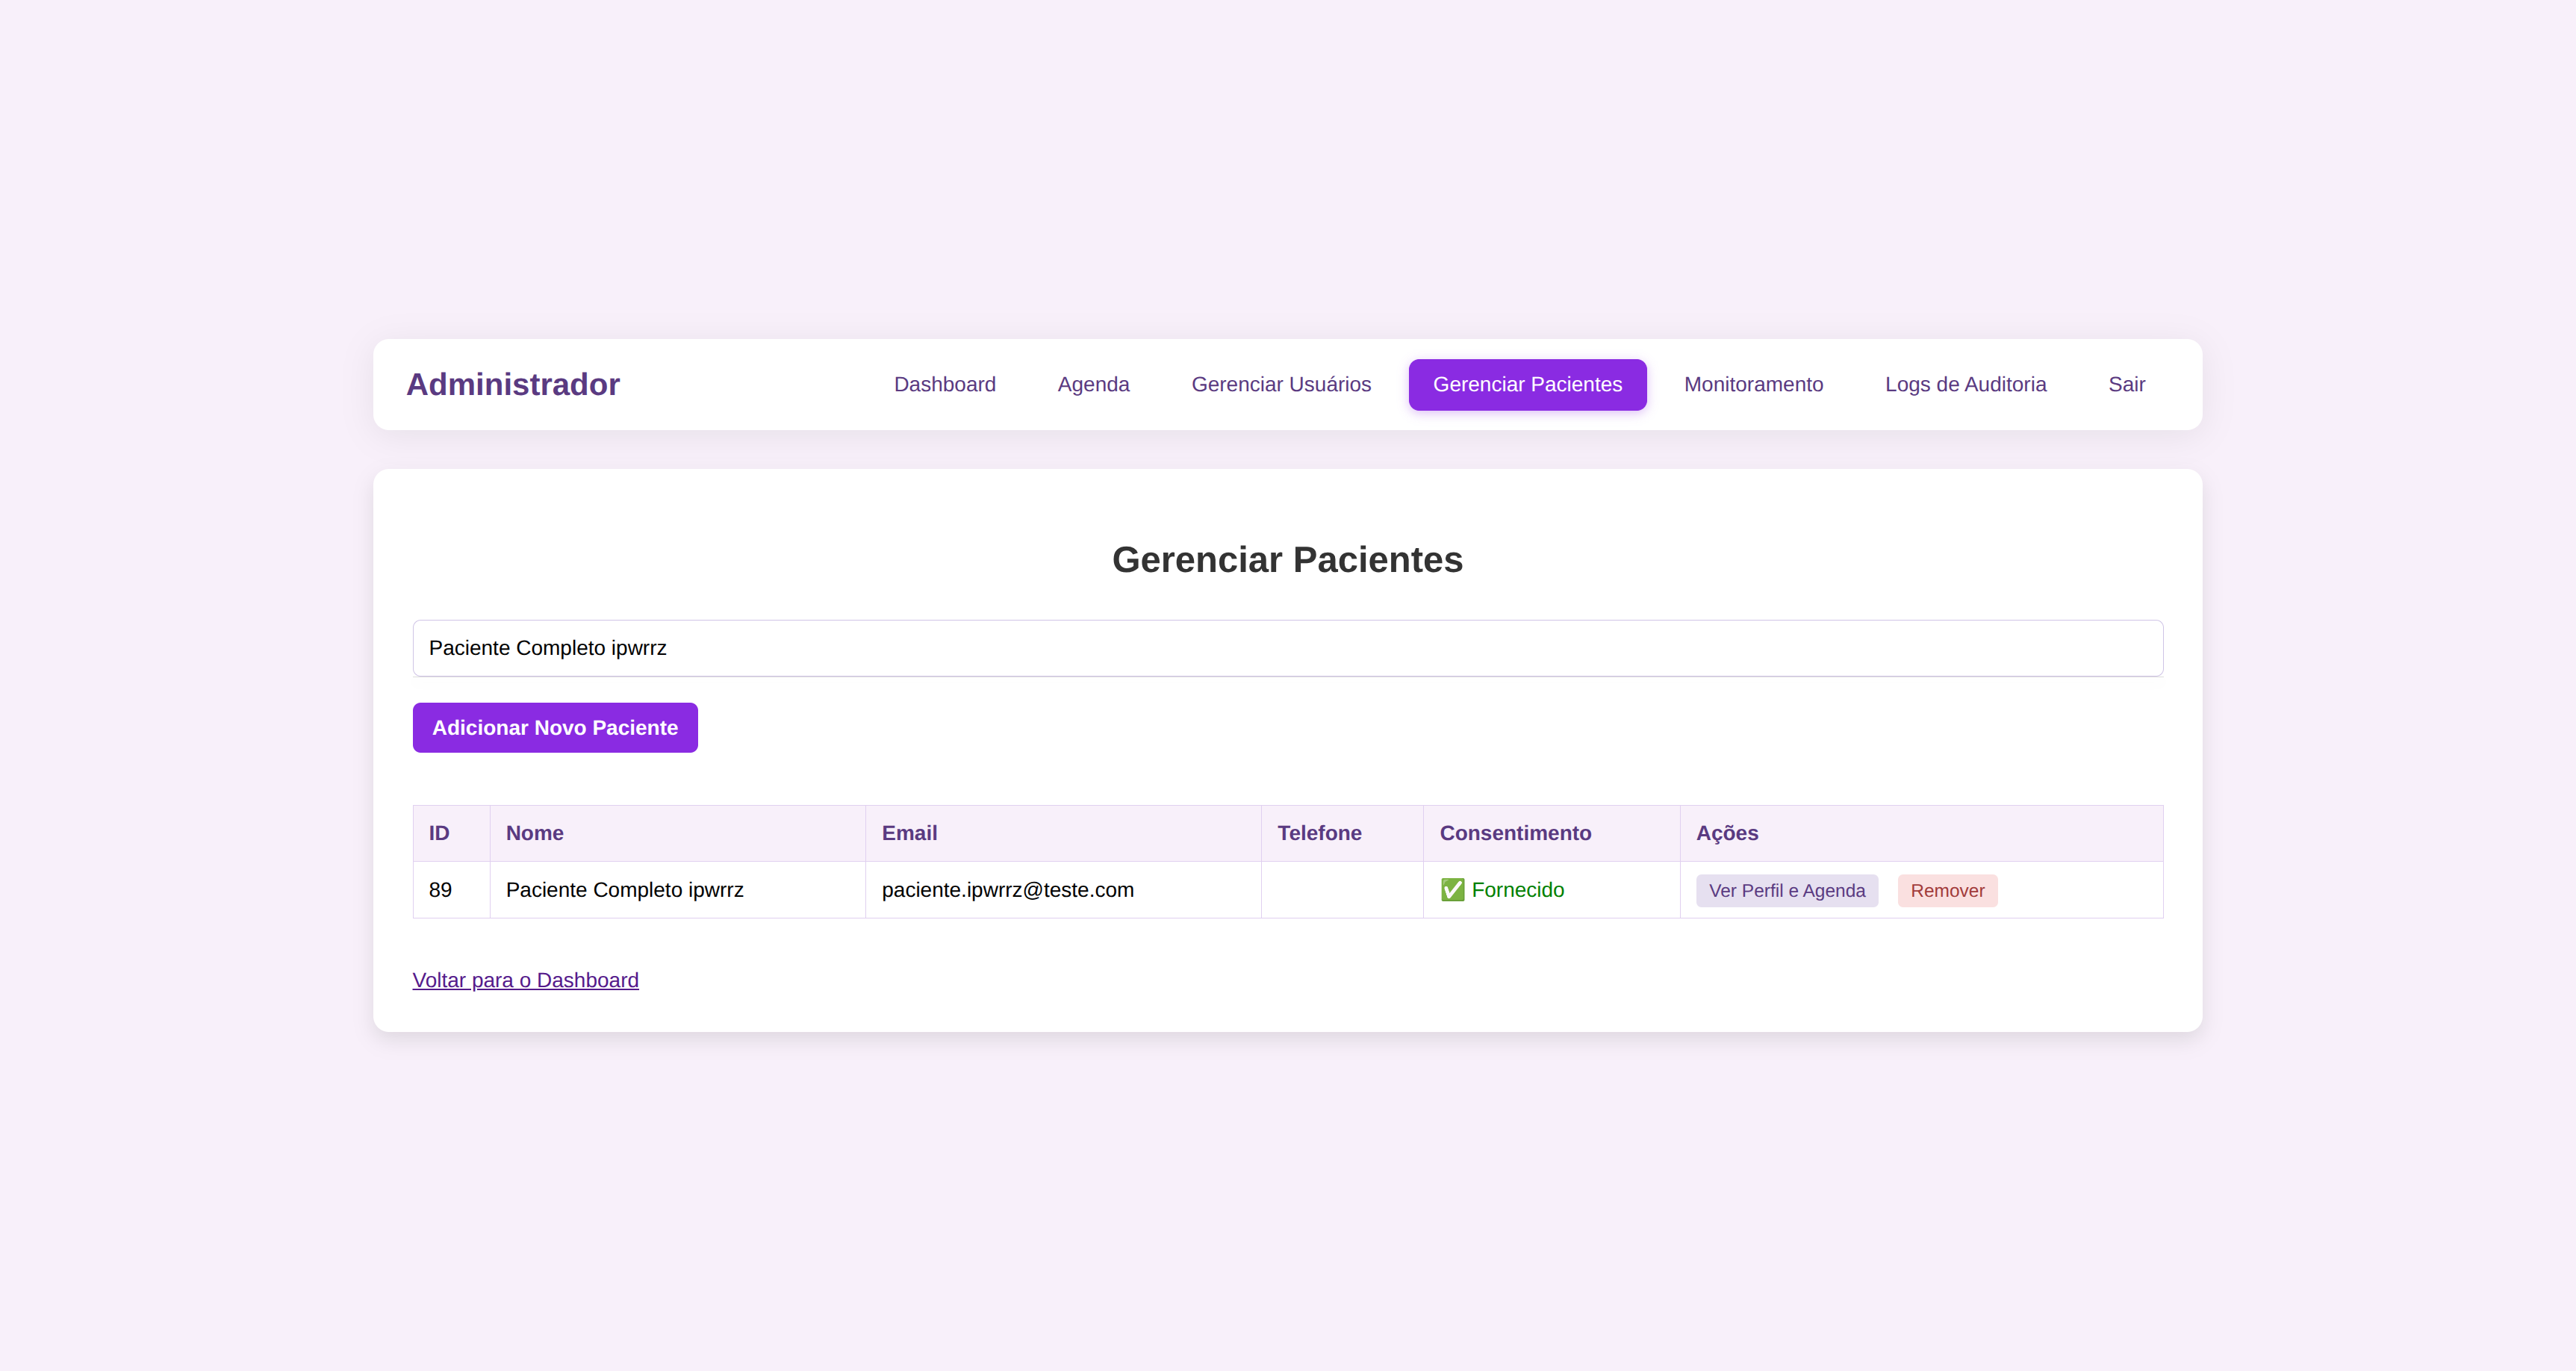 Administrador Dashboard Agenda Gerenciar Usuários Gerenciar Pacientes Monitoramento Logs de Auditoria Sair
Gerenciar Pacientes
Paciente Completo ipwrrz
Adicionar Novo Paciente
ID Nome Email Telefone Consentimento Ações
89 Paciente Completo ipwrrz paciente.ipwrrz@teste.com ✅ Fornecido Ver Perfil e Agenda Remover
Voltar para o Dashboard